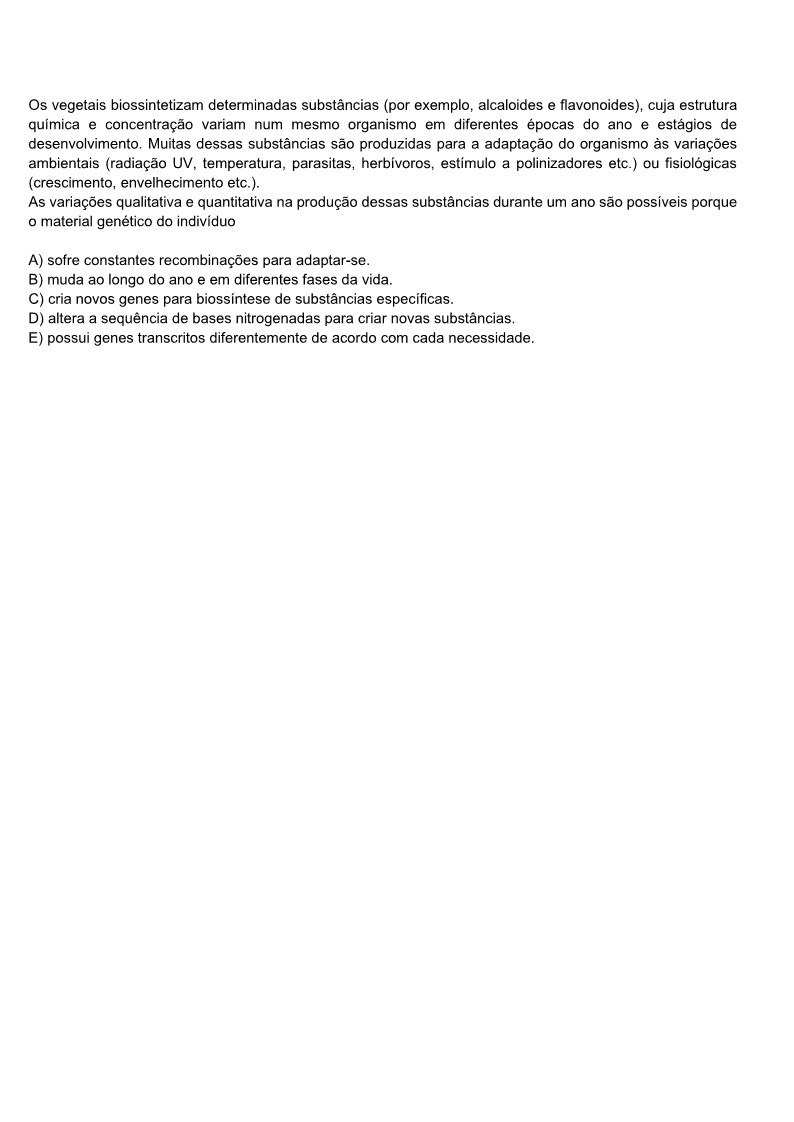 Os vegetais biossintetizam determinadas substâncias (por exemplo, alcaloides e flavonoides), cuja estrutura
química e concentração variam num mesmo organismo em diferentes épocas do ano e estágios de
desenvolvimento. Muitas dessas substâncias são produzidas para a adaptação do organismo às variações
ambientais (radiação UV, temperatura, parasitas, herbívoros, estímulo a polinizadores etc.) ou fisiológicas
(crescimento, envelhecimento etc.).
As variações qualitativa e quantitativa na produção dessas substâncias durante um ano são possíveis porque
o material genético do indivíduo
A) sofre constantes recombinações para adaptar-se.
B) muda ao longo do ano e em diferentes fases da vida.
C) cria novos genes para biossíntese de substâncias específicas.
D) altera a sequência de bases nitrogenadas para criar novas substâncias.
E) possui genes transcritos diferentemente de acordo com cada necessidade.